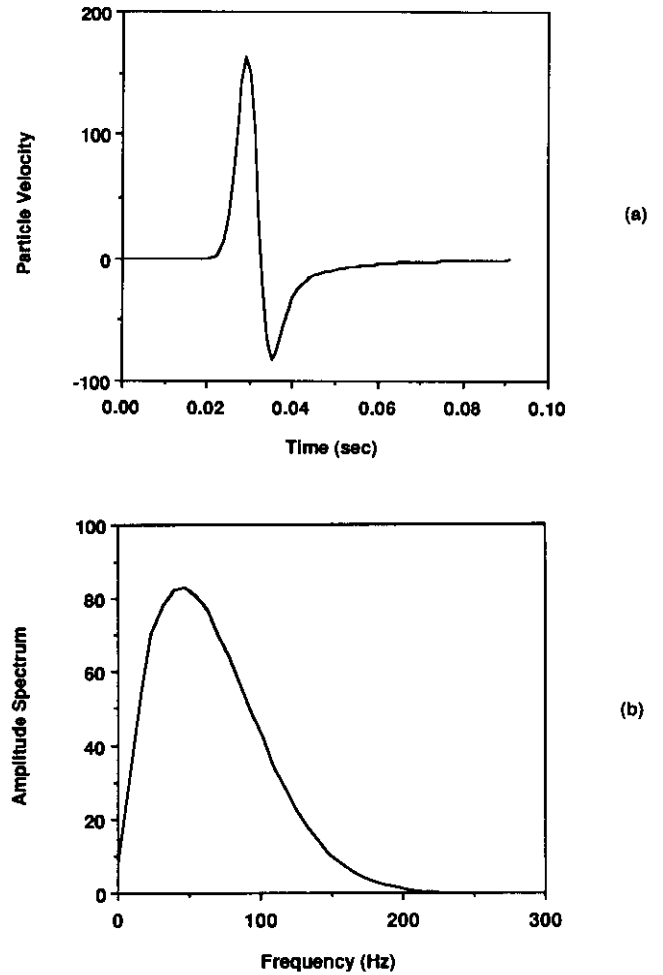 200
100
0
-100
Particle Velocity
0.00 0.02 0.04 0.06 0.08 0.10
Time (sec)
(a)
100
80
60
40
20
0
Amplitude Spectrum
0 100 200 300
Frequency (Hz)
(b)